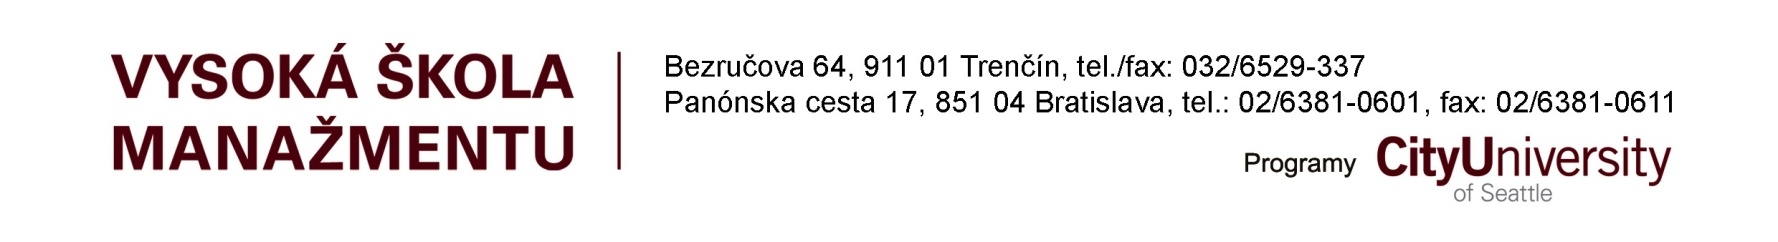 VYSOKÁ ŠKOLA
MANAŽMENTU
Bezručova 64, 911 01 Trenčín, tel./fax: 032/6529-337
Panónska cesta 17, 851 04 Bratislava, tel.: 02/6381-0601, fax: 02/6381-0611
Programy CityUniversity
of Seattle